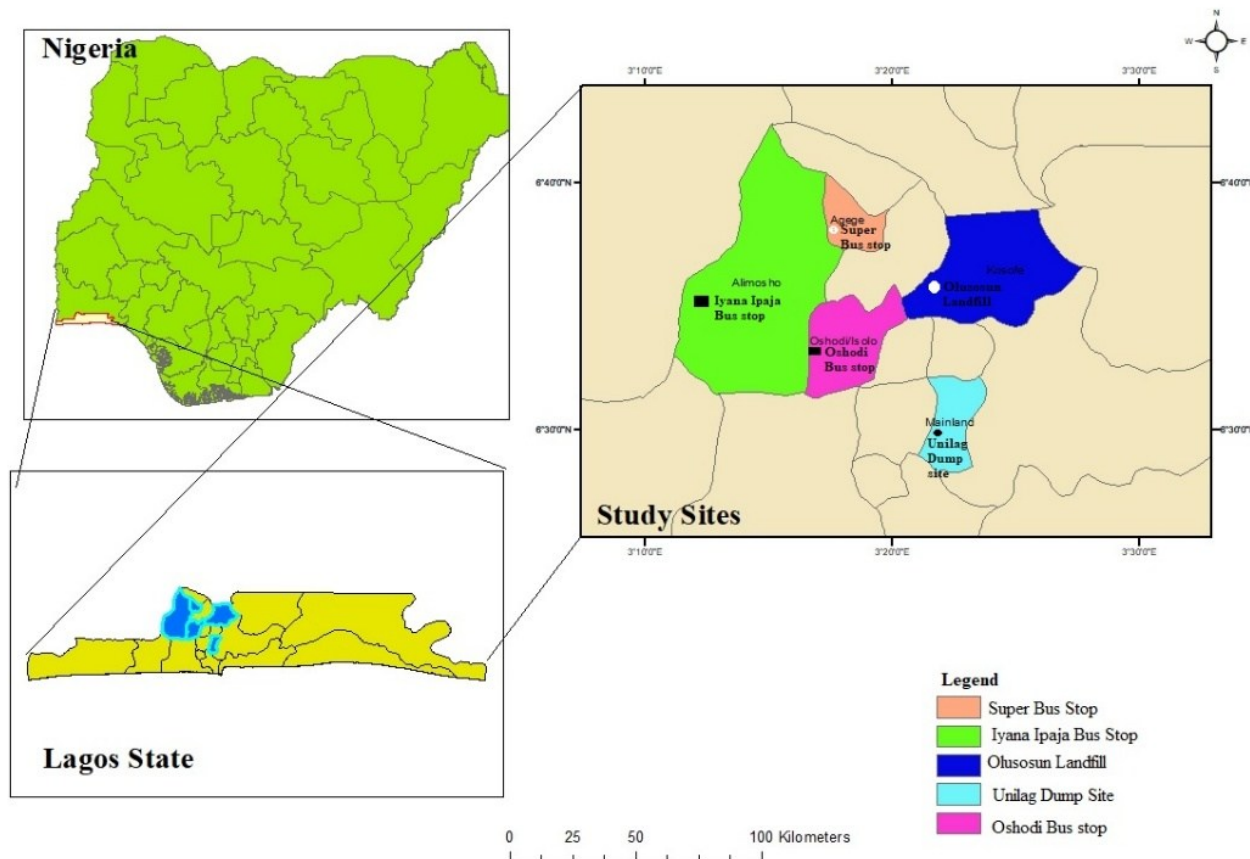 Nigeria
N
W
E
S
3°10'0"E
3°20'0"E
3°30'0"E
6°40'0"N
6°40'0"N
Agege
Super
Bus stop
Kosofe
Alimosho
Olusosun
Landfill
Iyana Ipaja
Bus stop
Oshodi/Isolo
Oshodi
Bus stop
Mainland
6°30'0"N
6°30'0"N
Unilag
Dump
site
Study Sites
3°10'0"E
3°20'0"E
3°30'0"E
Lagos State
Legend
Super Bus Stop
Iyana Ipaja Bus Stop
Olusosun Landfill
Unilag Dump Site
Oshodi Bus stop
0 25 50 100 Kilometers